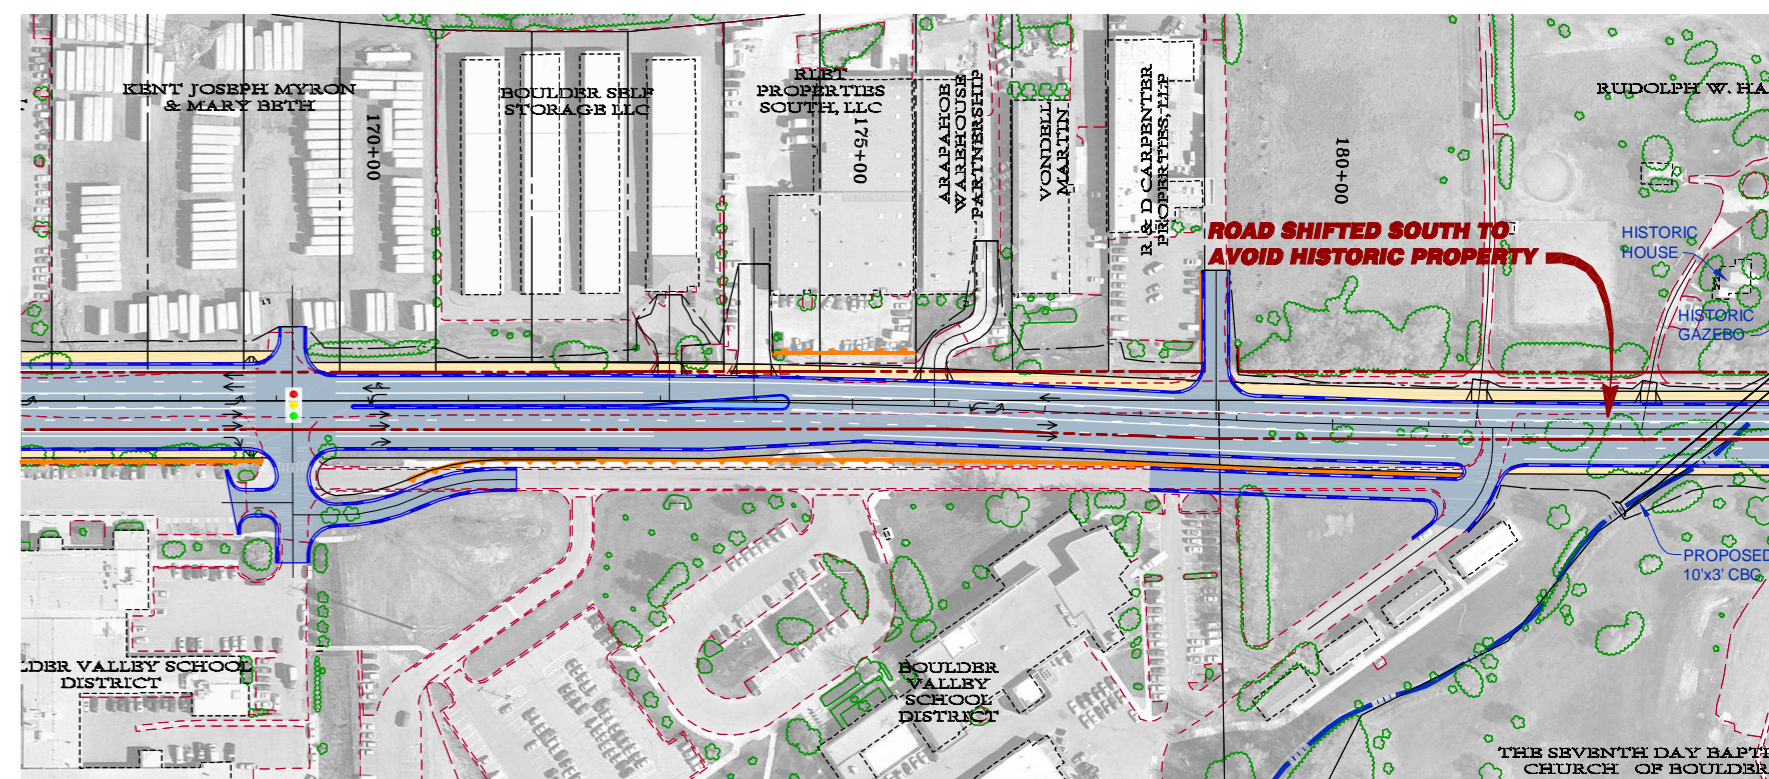 KENT JOSEPH MYRON
& MARY BETH
170+00
BOULDER SELF
STORAGE LLC
RLET
PROPERTIES
SOUTH, LLC
175+00
ARAPAHOE
WAREHOUSE
PARTNERSHIP
VONDELL
MARTIN
R & D CARPENTER
PROPERTIES, LLP
180+00
RUDOLPH W. HA
ROAD SHIFTED SOUTH TO
AVOID HISTORIC PROPERTY
HISTORIC
HOUSE
HISTORIC
GAZEBO
PROPOSED
10'x3' CBC
LDER VALLEY SCHOOL
DISTRICT
BOULDER
VALLEY
SCHOOL
DISTRICT
THE SEVENTH DAY BAPTI
CHURCH OF BOULDER